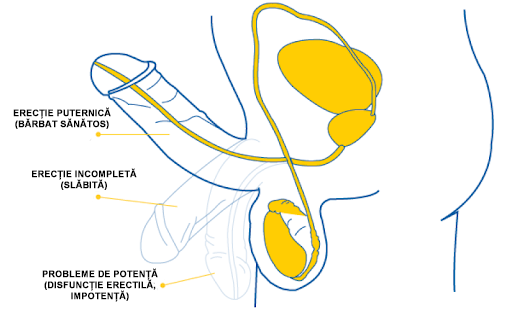 ERECȚIE PUTERNICĂ
(BĂRBAT SĂNĂTOS)
ERECȚIE INCOMPLETĂ
(SLĂBITĂ)
PROBLEME DE POTENȚĂ
(DISFUNCȚIE ERECTILĂ,
IMPOTENȚĂ)